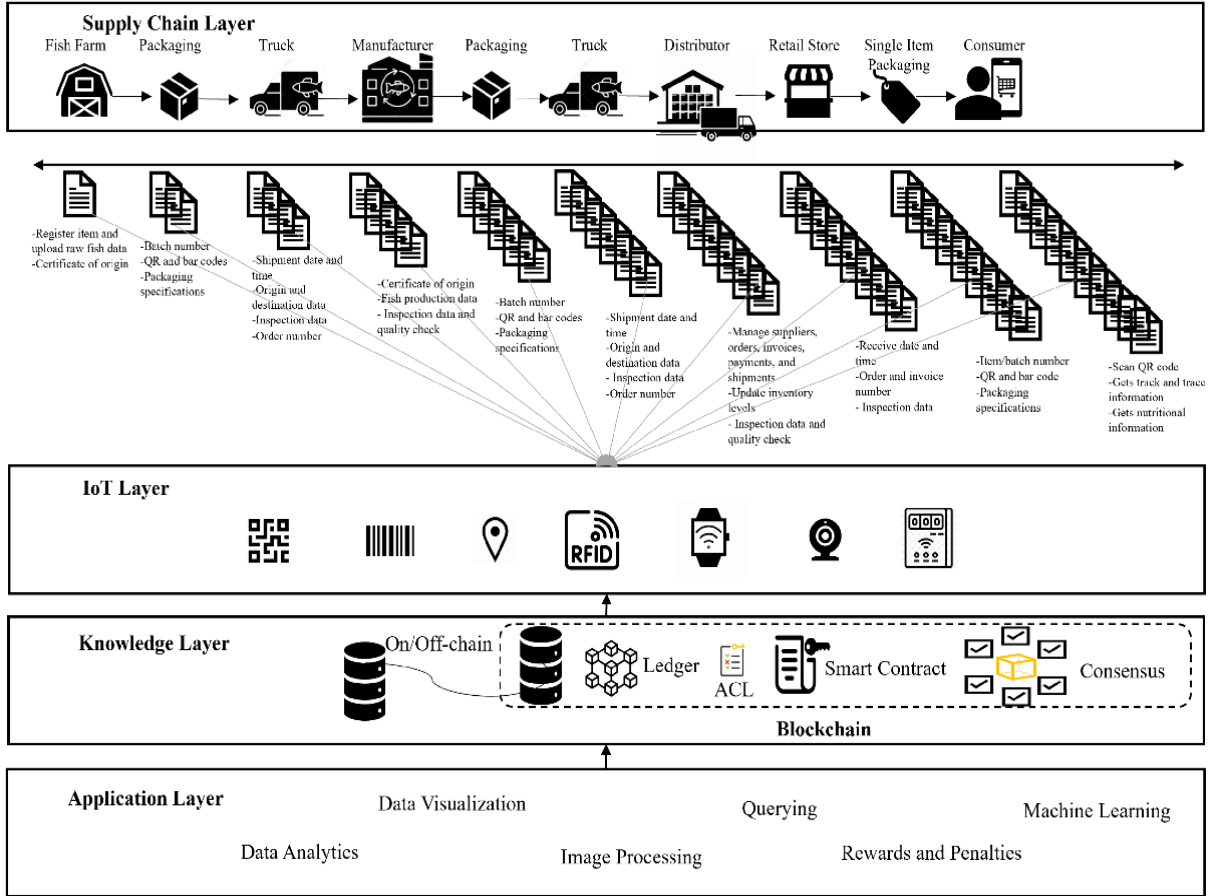 Supply Chain Layer
Fish Farm
Packaging
Truck
Manufacturer
Packaging
Truck
Distributor
Retail Store
Single Item
Packaging
Consumer
-Register item and
upload raw fish data
-Certificate of origin
-Batch number
-QR and bar codes
-Packaging
specifications
-Shipment date and
time
-Origin and
destination data
-Inspection data
-Order number
-Certificate of origin
-Fish production data
- Inspection data and
quality check
-Batch number
-QR and bar codes
-Packaging
specifications
-Shipment date and
time
-Origin and
destination data
- Inspection data
-Order number
-Manage suppliers,
orders, invoices,
payments, and
shipments
-Update inventory
levels
- Inspection data and
quality check
-Receive date and
time
-Order and invoice
number
- Inspection data
-Item/batch number
-QR and bar code
-Packaging
specifications
-Scan QR code
-Gets track and trace
information
-Gets nutritional
information
IoT Layer
RFID
000
Knowledge Layer
On/Off-chain
Ledger
ACL
Smart Contract
Consensus
Blockchain
Application Layer
Data Visualization
Querying
Machine Learning
Data Analytics
Image Processing
Rewards and Penalties